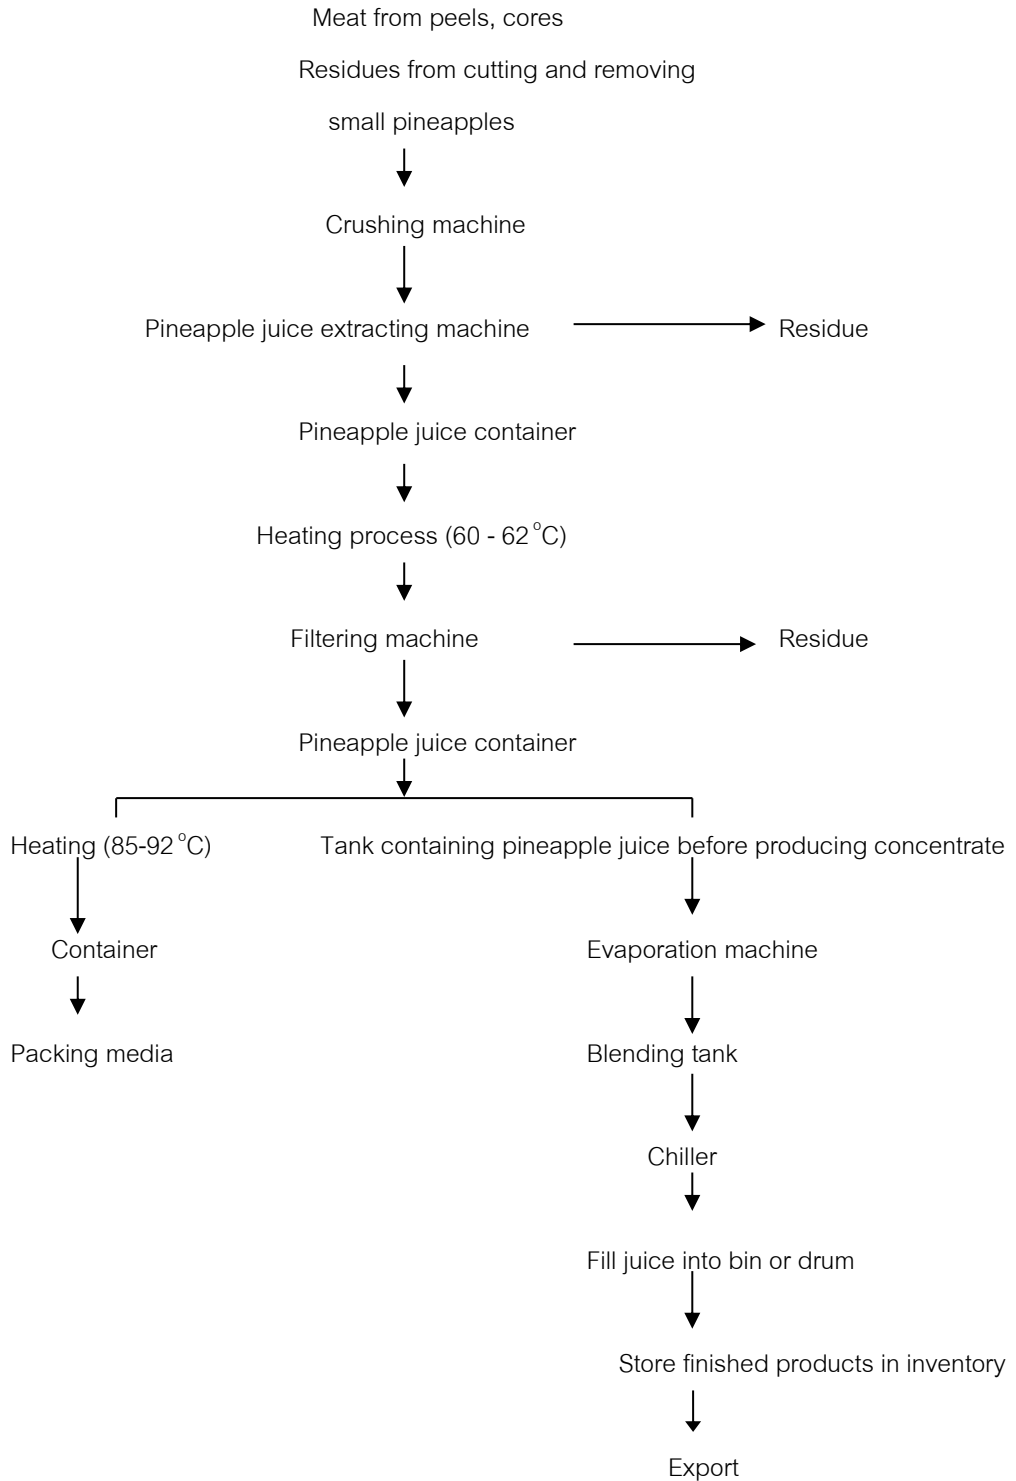 Meat from peels, cores
Residues from cutting and removing
small pineapples
Crushing machine
Pineapple juice extracting machine
Residue
Pineapple juice container
Heating process (60 - 62 °C)
Filtering machine
Residue
Pineapple juice container
Heating (85-92 °C)
Tank containing pineapple juice before producing concentrate
Container
Evaporation machine
Packing media
Blending tank
Chiller
Fill juice into bin or drum
Store finished products in inventory
Export